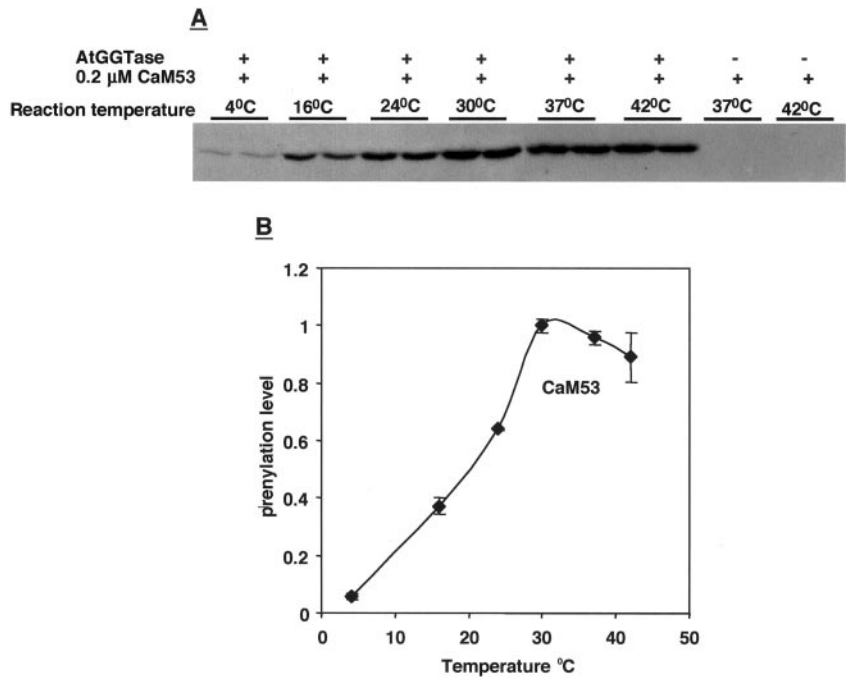 A
AtGGTase + + + + + + - -
0.2 μM CaM53 + + + + + + + +
Reaction temperature 4⁰C 16⁰C 24⁰C 30⁰C 37⁰C 42⁰C 37⁰C 42⁰C
B
1.2
1
0.8
0.6
0.4
0.2
0
prenylation level
CaM53
0 10 20 30 40 50
Temperature ⁰C